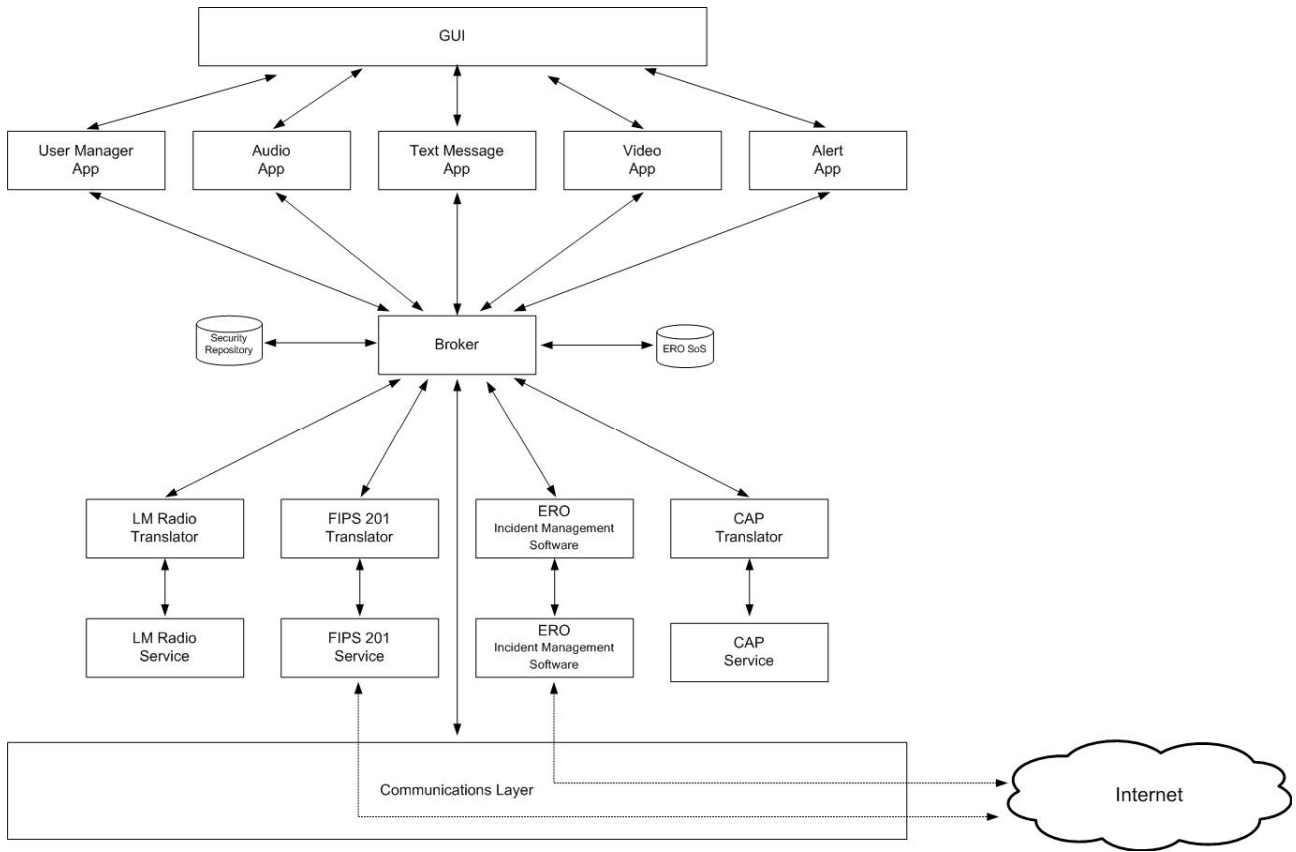 GUI
User Manager
App
Audio
App
Text Message
App
Video
App
Alert
App
Security
Repository
Broker
ERO SoS
LM Radio
Translator
FIPS 201
Translator
ERO
Incident Management
Software
CAP
Translator
LM Radio
Service
FIPS 201
Service
ERO
Incident Management
Software
CAP
Service
Communications Layer
Internet